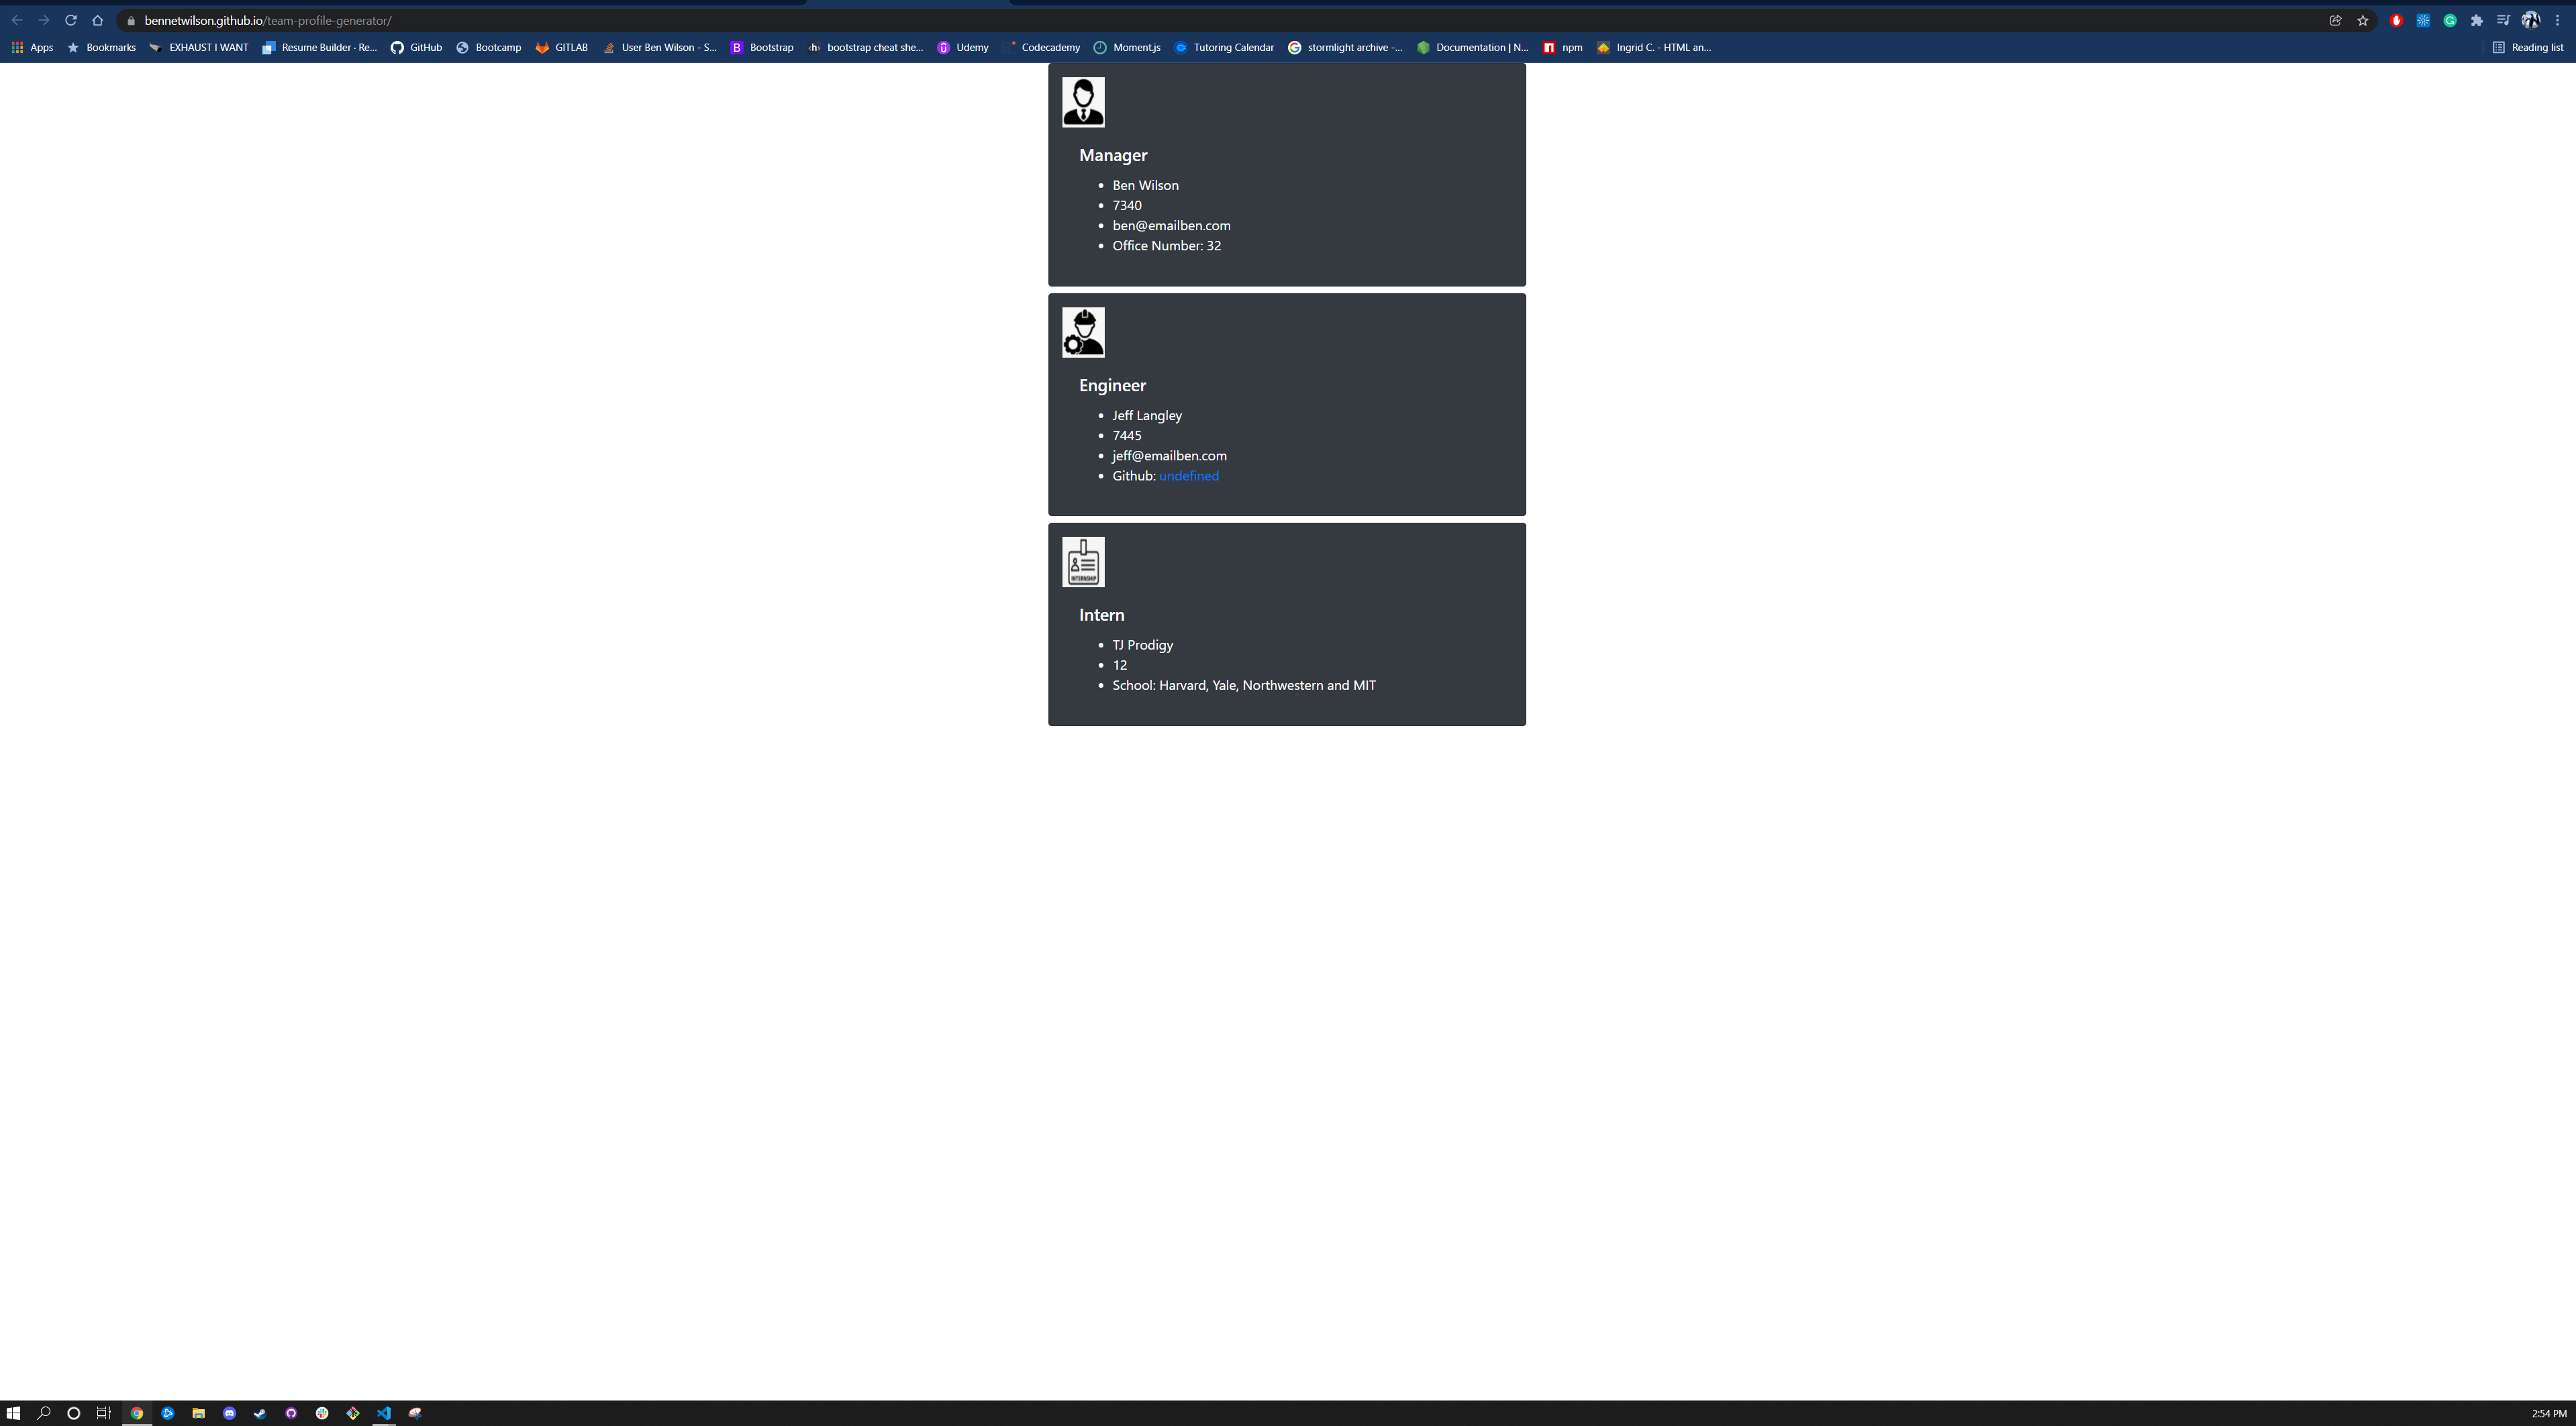 bennetwilson.github.io/team-profile-generator/
Apps Bookmarks EXHAUST I WANT Resume Builder · Re... GitHub Bootcamp GITLAB User Ben Wilson - S... Bootstrap bootstrap cheat she... Udemy Codecademy Moment.js Tutoring Calendar stormlight archive -... Documentation | N... npm Ingrid C. - HTML an... Reading list
Manager
• Ben Wilson
• 7340
• ben@emailben.com
• Office Number: 32
Engineer
• Jeff Langley
• 7445
• jeff@emailben.com
• Github: undefined
INTERNSHIP
Intern
• TJ Prodigy
• 12
• School: Harvard, Yale, Northwestern and MIT
2:54 PM